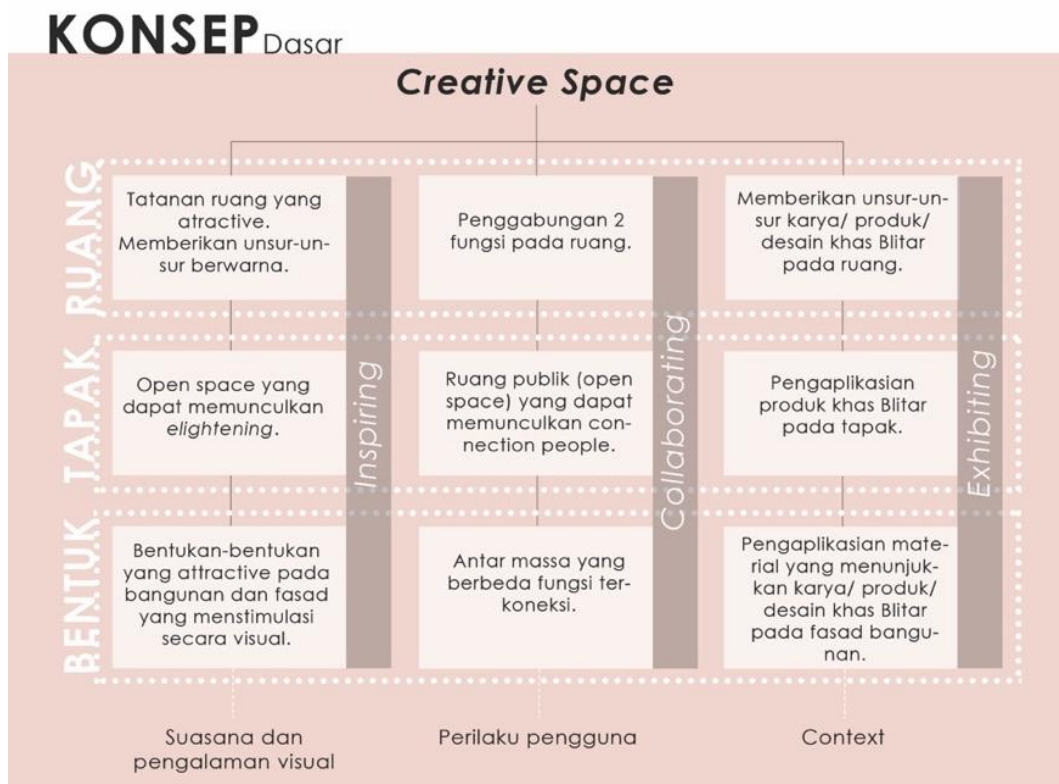 KONSEP Dasar
Creative Space
RUANG
Tatanan ruang yang
atractive.
Memberikan unsur-un-
sur berwarna.
Penggabungan 2
fungsi pada ruang.
Memberikan unsur-un-
sur karya/ produk/
desain khas Blitar
pada ruang.
TAPAK
Open space yang
dapat memunculkan
elightening.
Inspiring
Ruang publik (open
space) yang dapat
memunculkan con-
nection people.
Collaborating
Pengaplikasian
produk khas Blitar
pada tapak.
Exhibiting
BENTUK
Bentukan-bentukan
yang attractive pada
bangunan dan fasad
yang menstimulasi
secara visual.
Antar massa yang
berbeda fungsi ter-
koneksi.
Pengaplikasian mate-
rial yang menunjuk-
kan karya/ produk/
desain khas Blitar
pada fasad bangu-
nan.
Suasana dan
pengalaman visual
Perilaku pengguna
Context